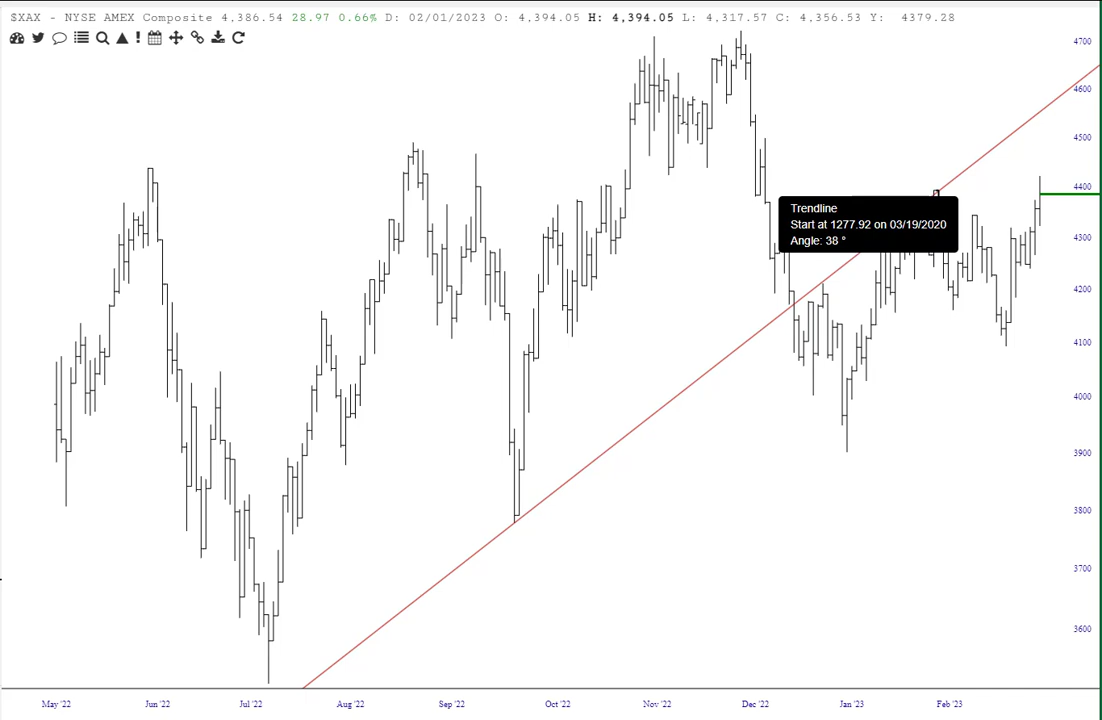 $XAX - NYSE AMEX Composite 4,386.54 28.97 0.66% D: 02/01/2023 O: 4,394.05 H: 4,394.05 L: 4,317.57 C: 4,356.53 Y: 4379.28
4700
4600
4500
4400
Trendline
Start at 1277.92 on 03/19/2020
Angle: 38 °
4300
4200
4100
4000
3900
3800
3700
3600
May '22 Jun '22 Jul '22 Aug '22 Sep '22 Oct '22 Nov '22 Dec '22 Jan '23 Feb '23